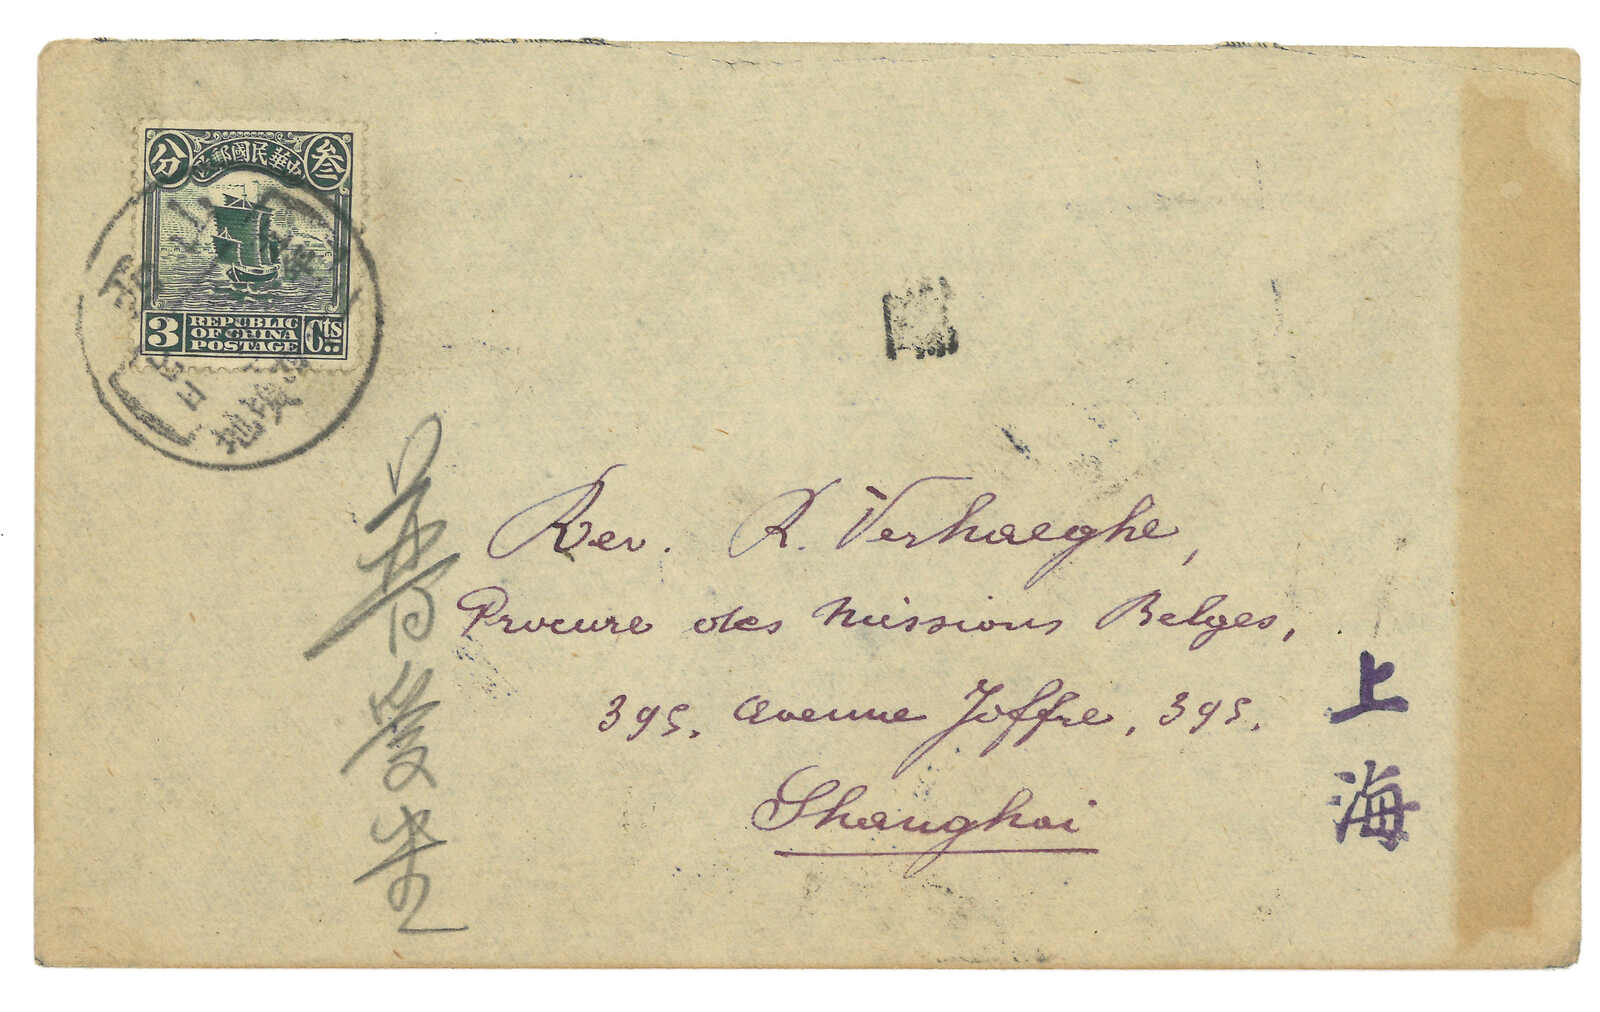 分 中華民國郵政 叁
3 REPUBLIC OF CHINA POSTAGE Cts
Rev. R. Verhaeghe,
Procure des Missions Belges,
395, Avenue Joffre, 395.
Shanghai
上海